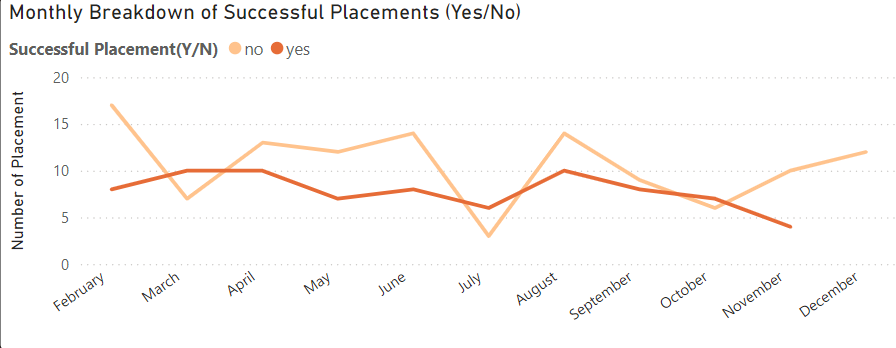 Monthly Breakdown of Successful Placements (Yes/No)
Successful Placement(Y/N) no yes
Number of Placement
20
15
10
5
0
February March April May June July August September October November December